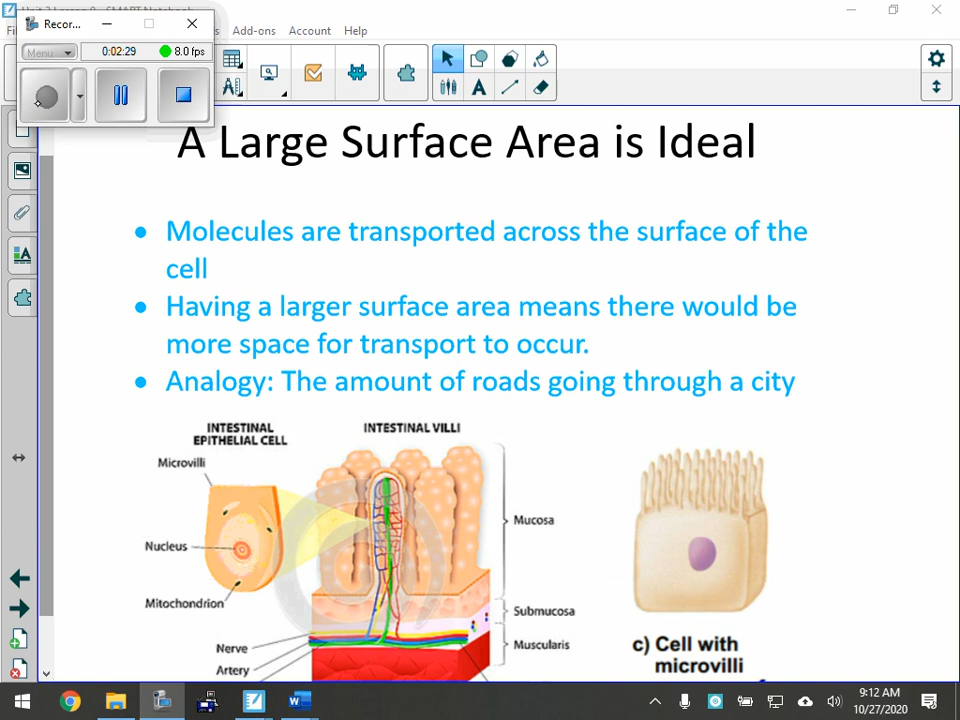 Recor...
Menu
0:02:29
8.0 fps
Add-ons Account Help
A Large Surface Area is Ideal
• Molecules are transported across the surface of the
cell
• Having a larger surface area means there would be
more space for transport to occur.
• Analogy: The amount of roads going through a city
INTESTINAL
EPITHELIAL CELL
Microvilli
Nucleus
Mitochondrion
INTESTINAL VILLI
Mucosa
Submucosa
Muscularis
Nerve
Artery
c) Cell with
microvilli
9:12 AM
10/27/2020